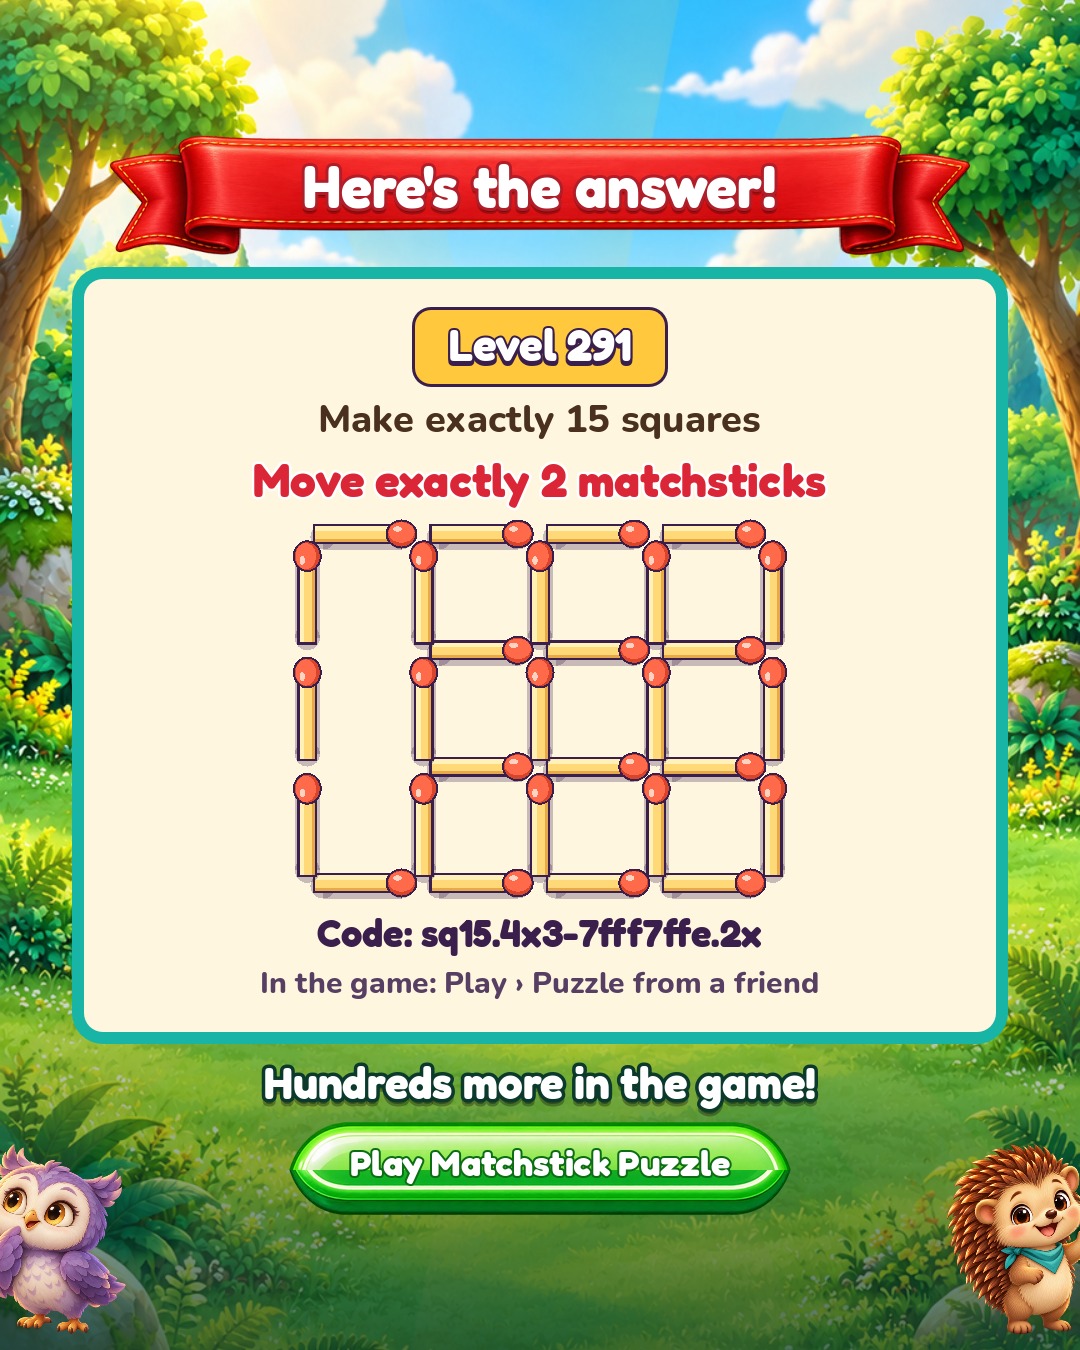 Here's the answer!
Level 291
Make exactly 15 squares
Move exactly 2 matchsticks
Code: sq15.4x3-7fff7ffe.2x
In the game: Play › Puzzle from a friend
Hundreds more in the game!
Play Matchstick Puzzle